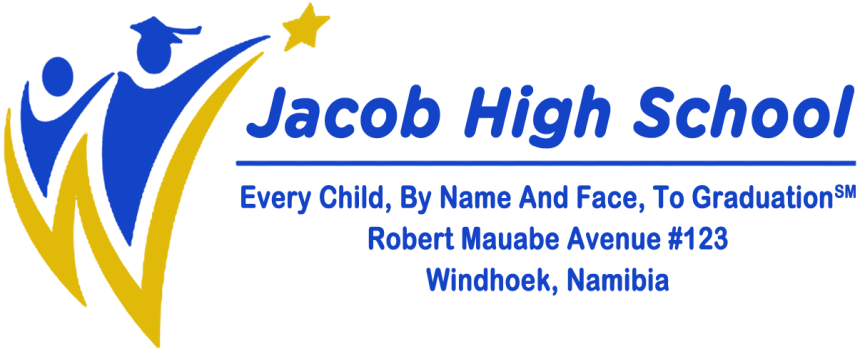 Jacob High School
Every Child, By Name And Face, To Graduation℠
Robert Mauabe Avenue #123
Windhoek, Namibia